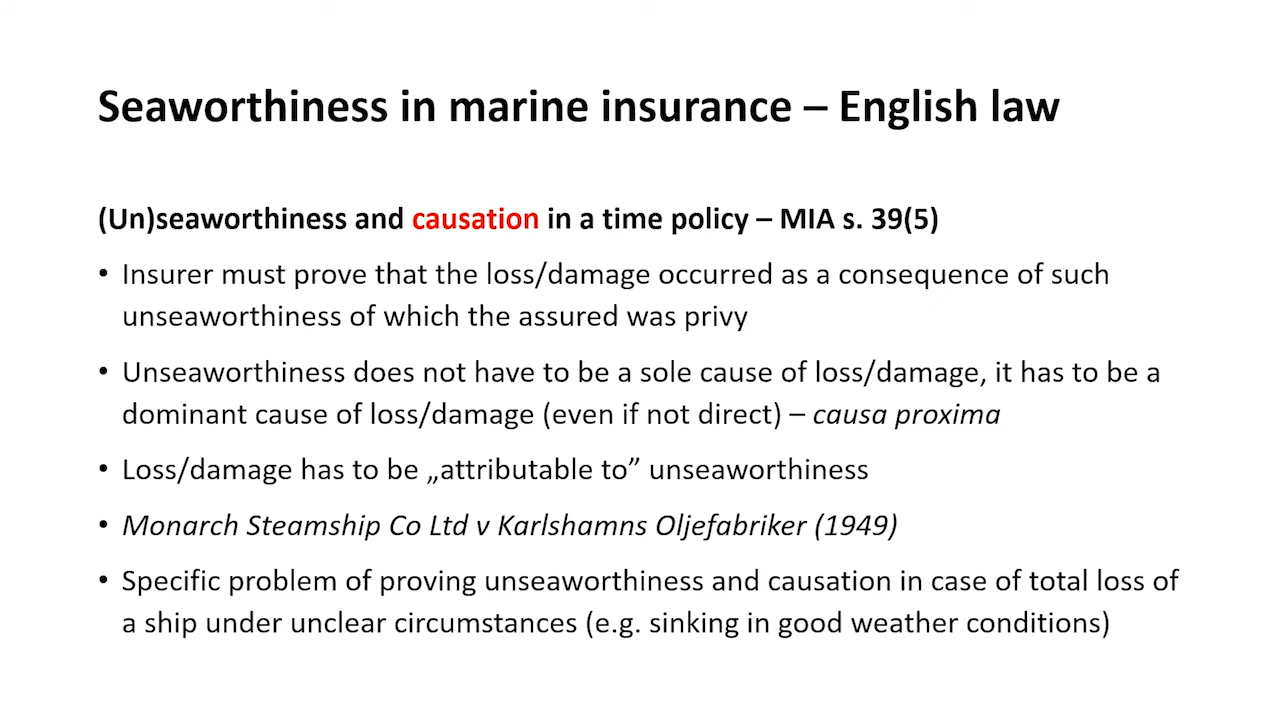 Seaworthiness in marine insurance – English law
(Un)seaworthiness and causation in a time policy – MIA s. 39(5)
• Insurer must prove that the loss/damage occurred as a consequence of such
unseaworthiness of which the assured was privy
• Unseaworthiness does not have to be a sole cause of loss/damage, it has to be a
dominant cause of loss/damage (even if not direct) – causa proxima
• Loss/damage has to be „attributable to” unseaworthiness
• Monarch Steamship Co Ltd v Karlshamns Oljefabriker (1949)
• Specific problem of proving unseaworthiness and causation in case of total loss of
a ship under unclear circumstances (e.g. sinking in good weather conditions)